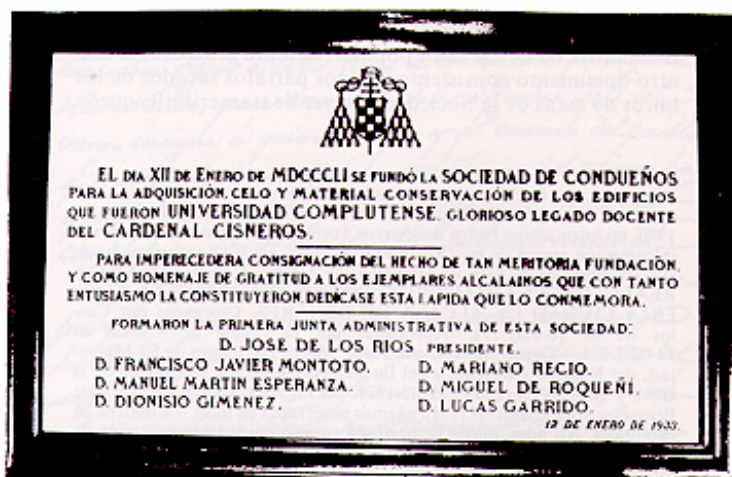 EL DIA XII DE ENERO DE MDCCCLI SE FUNDÓ LA SOCIEDAD DE CONDUEÑOS
PARA LA ADQUISICIÓN, CELO Y MATERIAL CONSERVACIÓN DE LOS EDIFICIOS
QUE FUERON UNIVERSIDAD COMPLUTENSE, GLORIOSO LEGADO DOCENTE
DEL CARDENAL CISNEROS.
PARA IMPERECEDERA CONSIGNACIÓN DEL HECHO DE TAN MERITORIA FUNDACIÓN,
Y COMO HOMENAJE DE GRATITUD A LOS EJEMPLARES ALCALAINOS QUE CON TANTO
ENTUSIASMO LA CONSTITUYERON, DEDÍCASE ESTA LAPIDA QUE LO CONMEMORA.
FORMARON LA PRIMERA JUNTA ADMINISTRATIVA DE ESTA SOCIEDAD:
D. JOSÉ DE LOS RIOS PRESIDENTE.
D. FRANCISCO JAVIER MONTOTO. D. MARIANO RECIO.
D. MANUEL MARTIN ESPERANZA. D. MIGUEL DE ROQUEÑÍ.
D. DIONISIO GIMENEZ. D. LUCAS GARRIDO.
12 DE ENERO DE 1933.